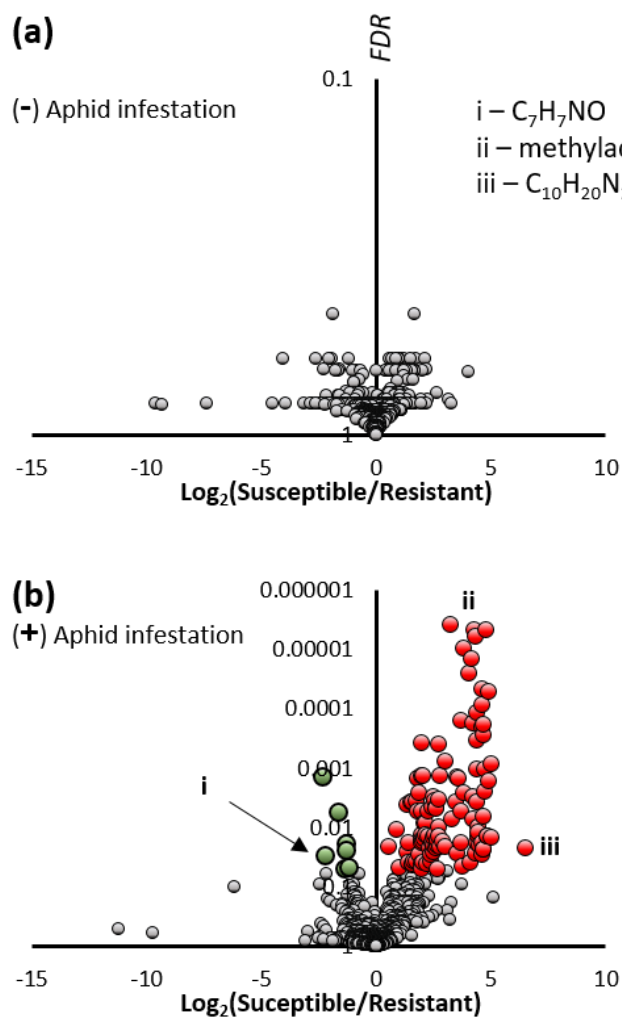 (a)
FDR
0.1
(-) Aphid infestation
i – C₇H₇NO
ii – methylac
iii – C₁₀H₂₀N
1
-15 -10 -5 0 5 10
Log₂(Susceptible/Resistant)
(b)
(+) Aphid infestation
0.000001
ii
0.00001
0.0001
0.001
i
0.01
iii
0.1
1
-15 -10 -5 0 5 10
Log₂(Suceptible/Resistant)